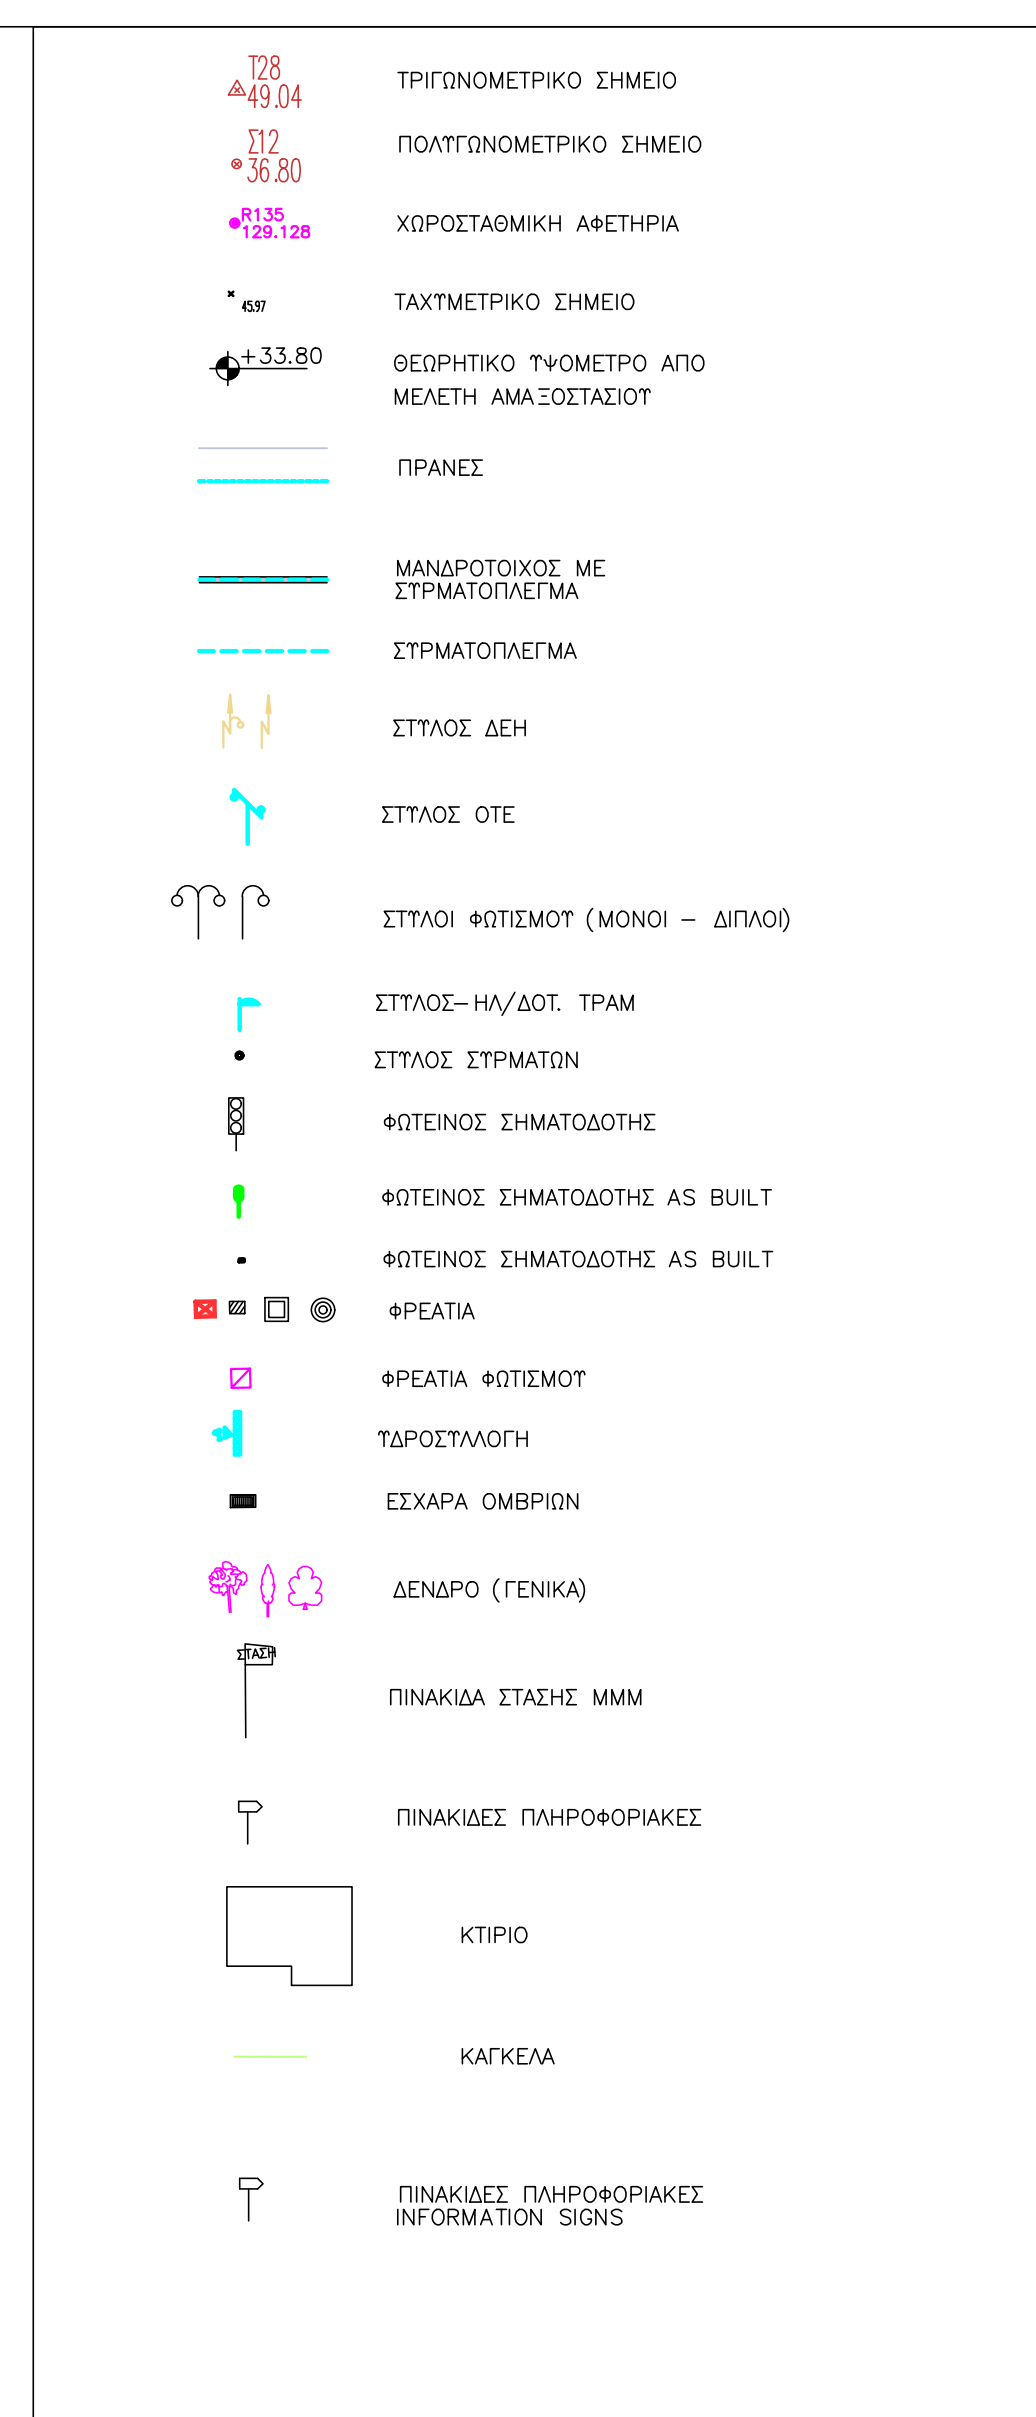 T28
49.04
ΤΡΙΓΩΝΟΜΕΤΡΙΚΟ ΣΗΜΕΙΟ
Σ12
36.80
ΠΟΛΥΓΩΝΟΜΕΤΡΙΚΟ ΣΗΜΕΙΟ
R135
129.128
ΧΩΡΟΣΤΑΘΜΙΚΗ ΑΦΕΤΗΡΙΑ
45.97
ΤΑΧΥΜΕΤΡΙΚΟ ΣΗΜΕΙΟ
+33.80
ΘΕΩΡΗΤΙΚΟ ΥΨΟΜΕΤΡΟ ΑΠΟ
ΜΕΛΕΤΗ ΑΜΑΞΟΣΤΑΣΙΟΥ
ΠΡΑΝΕΣ
ΜΑΝΔΡΟΤΟΙΧΟΣ ΜΕ
ΣΥΡΜΑΤΟΠΛΕΓΜΑ
ΣΥΡΜΑΤΟΠΛΕΓΜΑ
ΣΤΥΛΟΣ ΔΕΗ
ΣΤΥΛΟΣ ΟΤΕ
ΣΤΥΛΟΙ ΦΩΤΙΣΜΟΥ (ΜΟΝΟΙ – ΔΙΠΛΟΙ)
ΣΤΥΛΟΣ–ΗΛ/ΔΟΤ. ΤΡΑΜ
ΣΤΥΛΟΣ ΣΥΡΜΑΤΩΝ
ΦΩΤΕΙΝΟΣ ΣΗΜΑΤΟΔΟΤΗΣ
ΦΩΤΕΙΝΟΣ ΣΗΜΑΤΟΔΟΤΗΣ AS BUILT
ΦΩΤΕΙΝΟΣ ΣΗΜΑΤΟΔΟΤΗΣ AS BUILT
ΦΡΕΑΤΙΑ
ΦΡΕΑΤΙΑ ΦΩΤΙΣΜΟΥ
ΥΔΡΟΣΥΛΛΟΓΗ
ΕΣΧΑΡΑ ΟΜΒΡΙΩΝ
ΔΕΝΔΡΟ (ΓΕΝΙΚΑ)
ΣΤΑΣΗ
ΠΙΝΑΚΙΔΑ ΣΤΑΣΗΣ ΜΜΜ
ΠΙΝΑΚΙΔΕΣ ΠΛΗΡΟΦΟΡΙΑΚΕΣ
ΚΤΙΡΙΟ
ΚΑΓΚΕΛΑ
ΠΙΝΑΚΙΔΕΣ ΠΛΗΡΟΦΟΡΙΑΚΕΣ
INFORMATION SIGNS